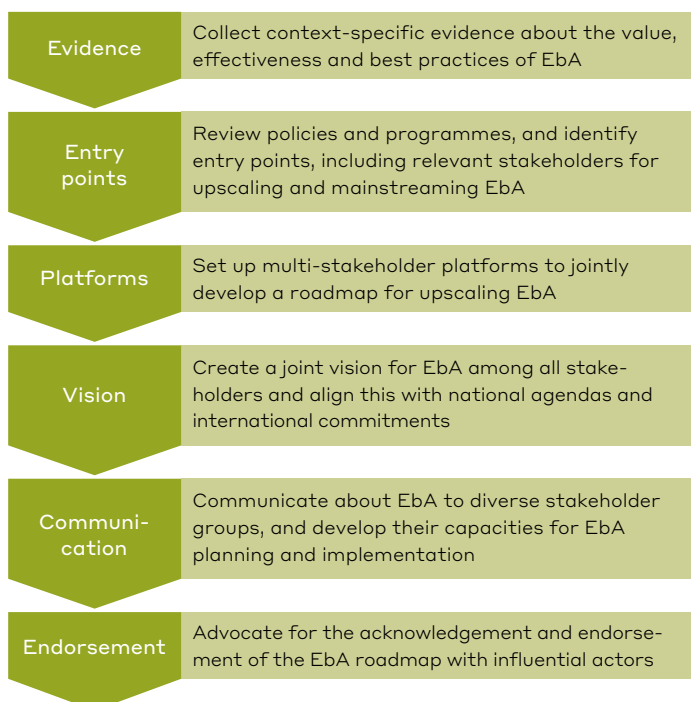 Evidence
Collect context-specific evidence about the value,
effectiveness and best practices of EbA
Entry
points
Review policies and programmes, and identify
entry points, including relevant stakeholders for
upscaling and mainstreaming EbA
Platforms
Set up multi-stakeholder platforms to jointly
develop a roadmap for upscaling EbA
Vision
Create a joint vision for EbA among all stake-
holders and align this with national agendas and
international commitments
Communi-
cation
Communicate about EbA to diverse stakeholder
groups, and develop their capacities for EbA
planning and implementation
Endorsement
Advocate for the acknowledgement and endorse-
ment of the EbA roadmap with influential actors